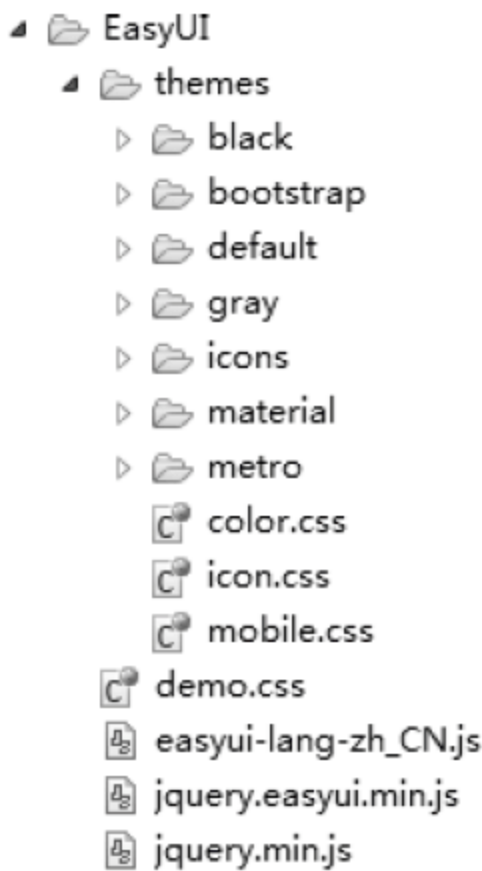 EasyUI
themes
black
bootstrap
default
gray
icons
material
metro
color.css
icon.css
mobile.css
demo.css
easyui-lang-zh_CN.js
jquery.easyui.min.js
jquery.min.js